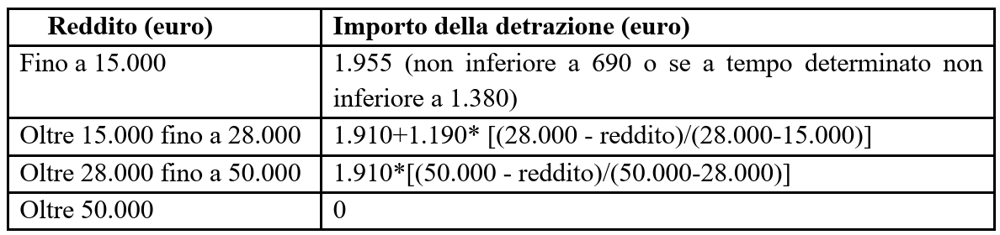 Reddito (euro) Importo della detrazione (euro)
Fino a 15.000 1.955 (non inferiore a 690 o se a tempo determinato non
inferiore a 1.380)
Oltre 15.000 fino a 28.000 1.910+1.190* [(28.000 - reddito)/(28.000-15.000)]
Oltre 28.000 fino a 50.000 1.910*[(50.000 - reddito)/(50.000-28.000)]
Oltre 50.000 0